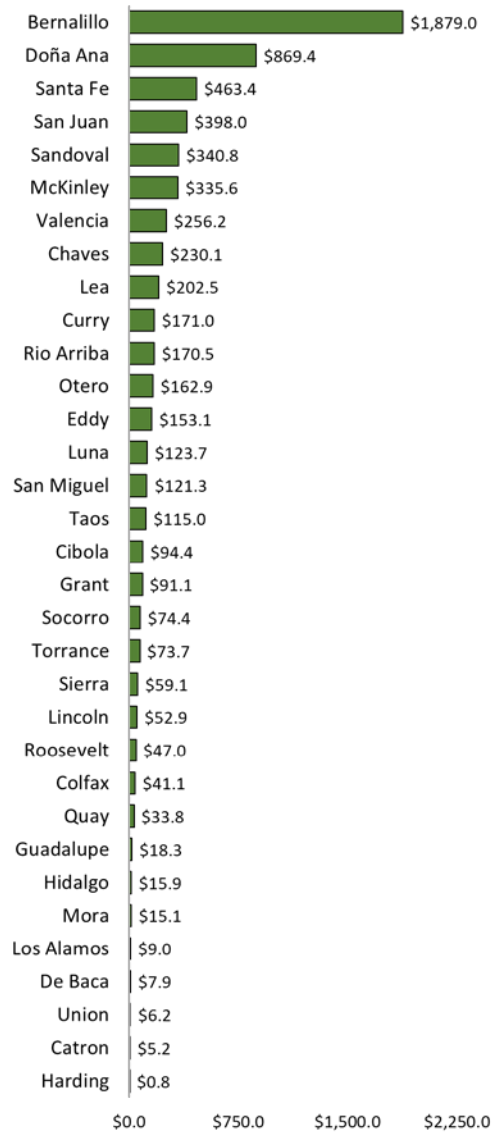 Bernalillo $1,879.0
Doña Ana $869.4
Santa Fe $463.4
San Juan $398.0
Sandoval $340.8
McKinley $335.6
Valencia $256.2
Chaves $230.1
Lea $202.5
Curry $171.0
Rio Arriba $170.5
Otero $162.9
Eddy $153.1
Luna $123.7
San Miguel $121.3
Taos $115.0
Cibola $94.4
Grant $91.1
Socorro $74.4
Torrance $73.7
Sierra $59.1
Lincoln $52.9
Roosevelt $47.0
Colfax $41.1
Quay $33.8
Guadalupe $18.3
Hidalgo $15.9
Mora $15.1
Los Alamos $9.0
De Baca $7.9
Union $6.2
Catron $5.2
Harding $0.8
$0.0 $750.0 $1,500.0 $2,250.0